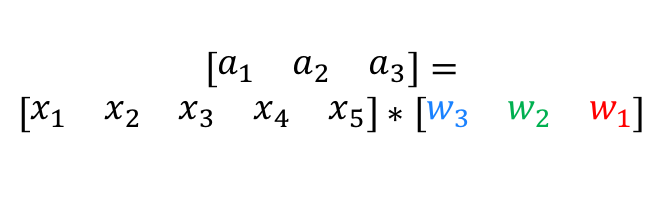 [a₁ a₂ a₃] =
[x₁ x₂ x₃ x₄ x₅] * [w₃ w₂ w₁]